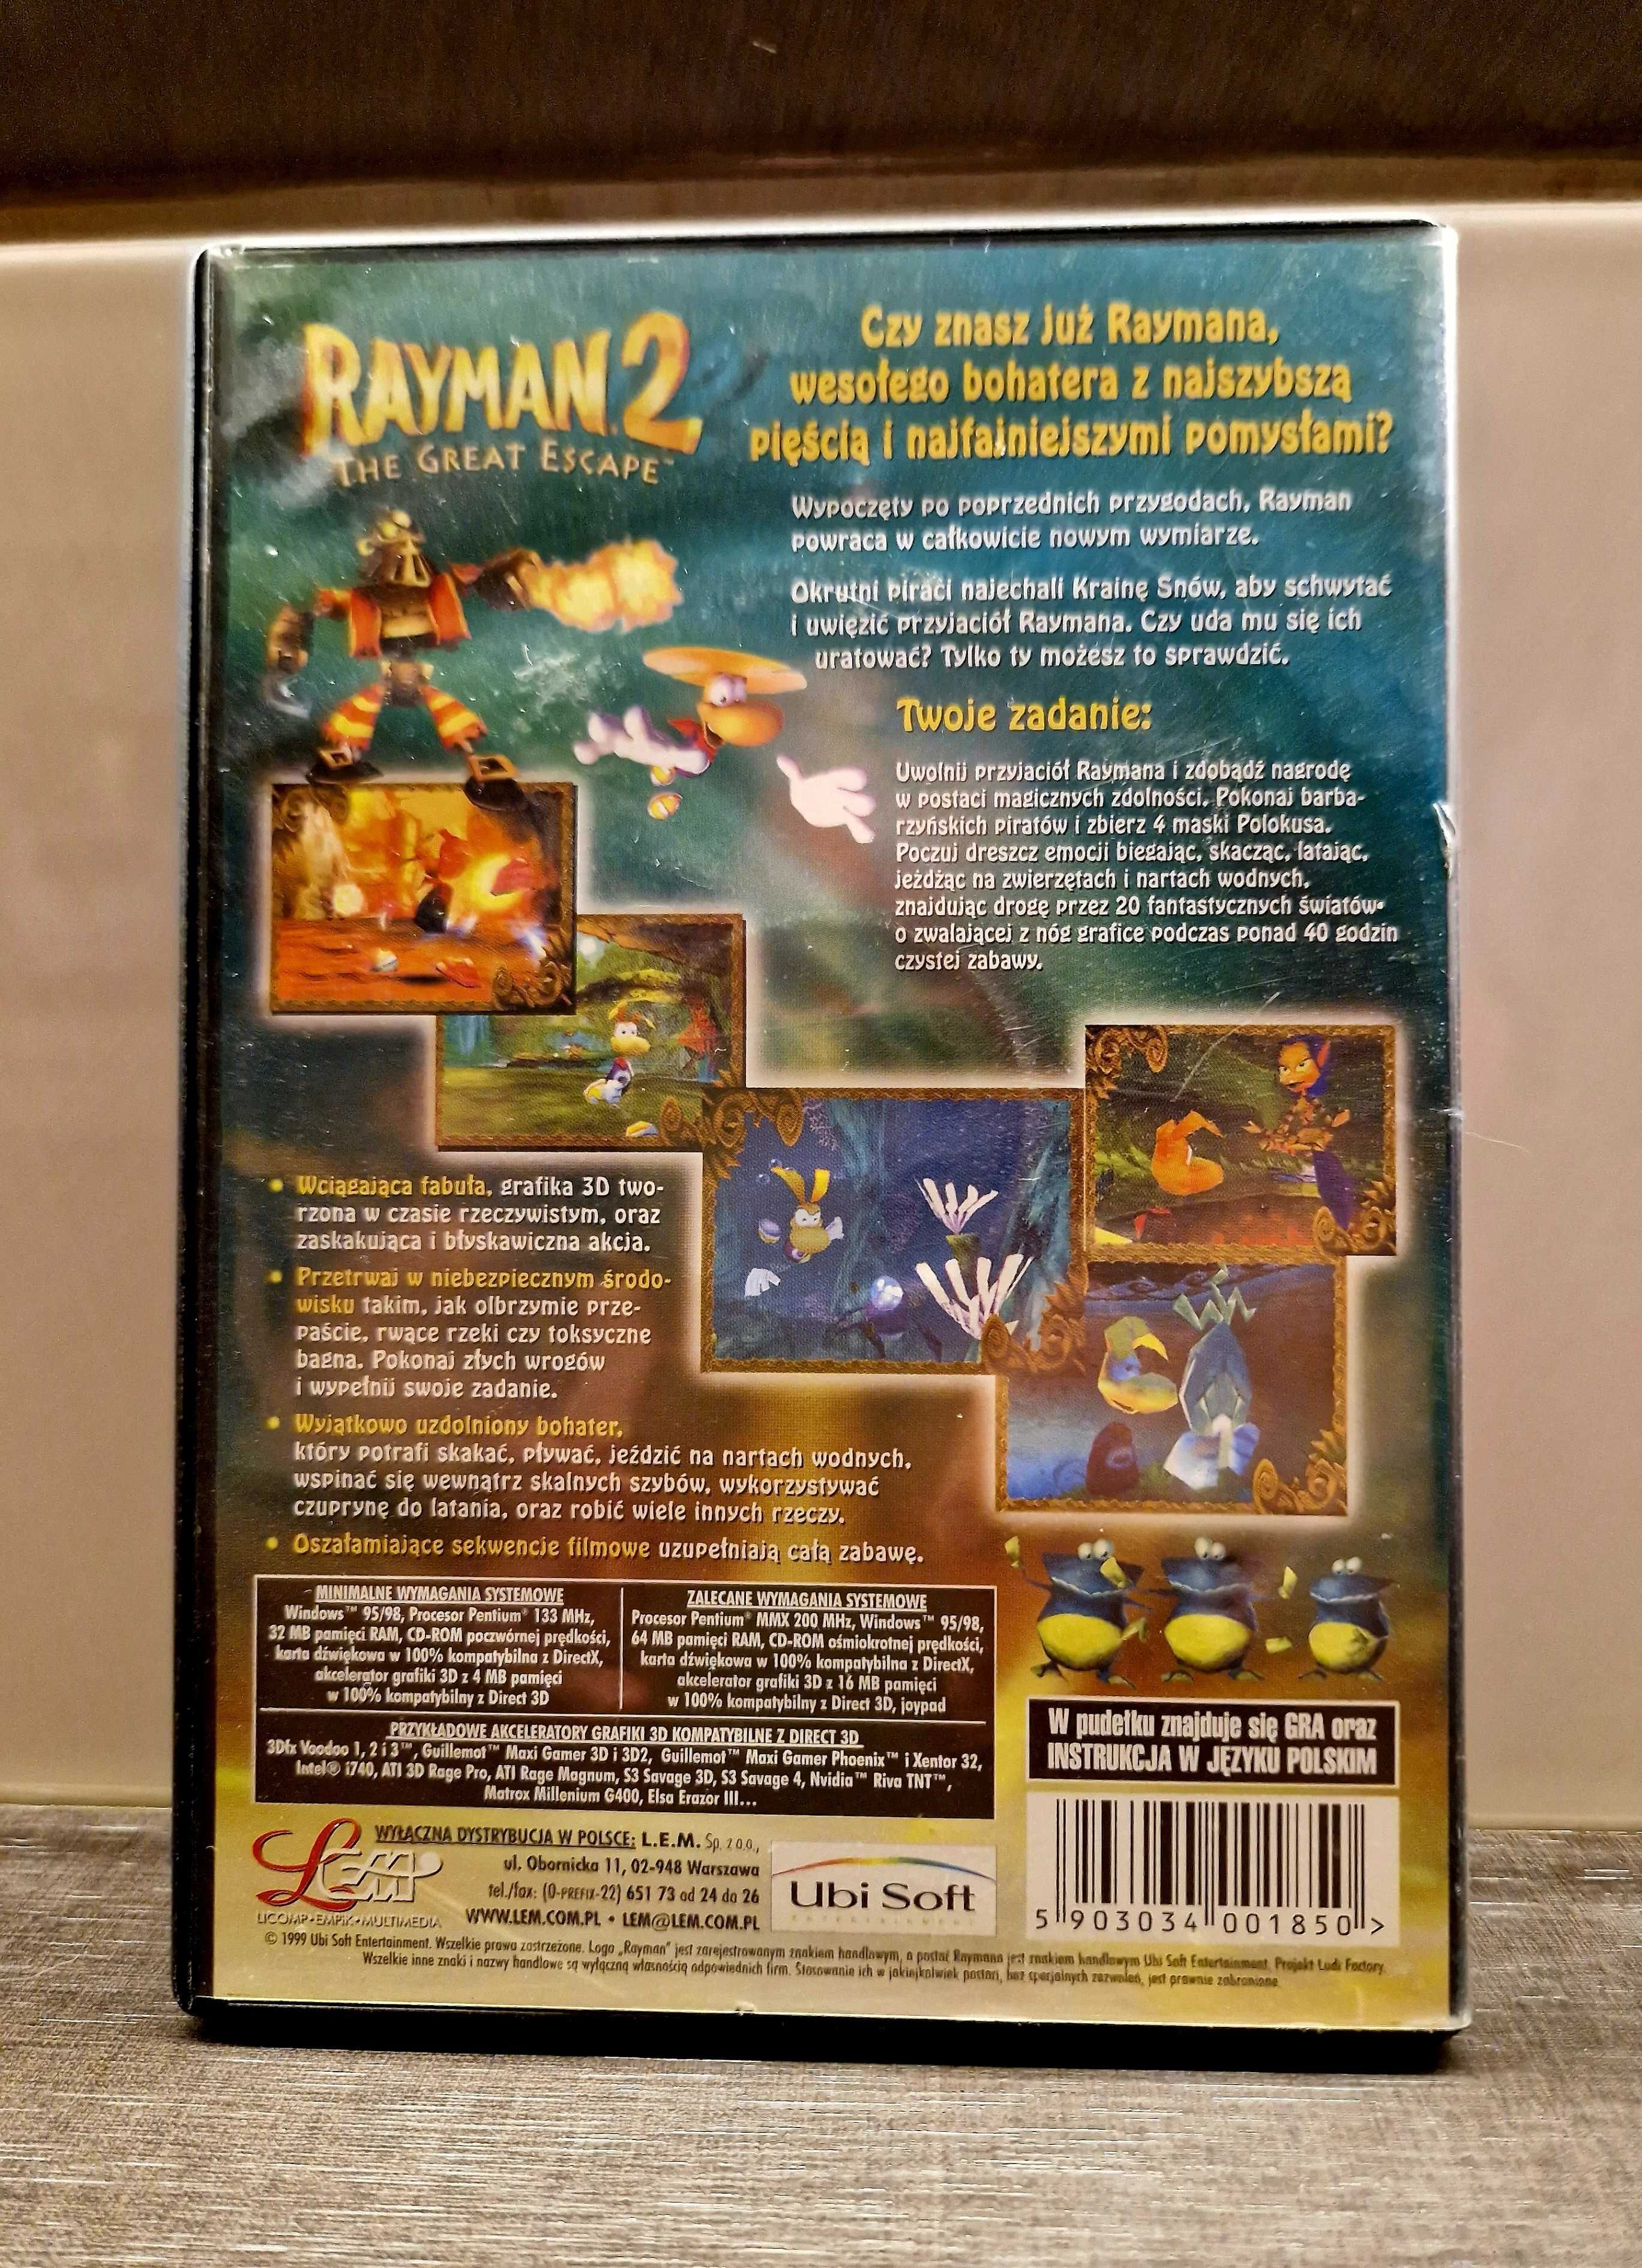 RAYMAN 2
THE GREAT ESCAPE™
Czy znasz już Raymana,
wesołego bohatera z najszybszą
pięścią i najfajniejszymi pomysłami?
Wypoczęty po poprzednich przygodach, Rayman
powraca w całkowicie nowym wymiarze.
Okrutni piraci najechali Krainę Snów, aby schwytać
i uwięzić przyjaciół Raymana. Czy uda mu się ich
uratować? Tylko ty możesz to sprawdzić.
Twoje zadanie:
Uwolnij przyjaciół Raymana i zdobądź nagrodę
w postaci magicznych zdolności. Pokonaj barba-
rzyńskich piratów i zbierz 4 maski Polokusa.
Poczuj dreszcz emocji biegając, skacząc, latając,
jeżdżąc na zwierzętach i nartach wodnych,
znajdując drogę przez 20 fantastycznych światów
o zwalającej z nóg grafice podczas ponad 40 godzin
czystej zabawy.
• Wciągająca fabuła, grafika 3D two-
rzona w czasie rzeczywistym, oraz
zaskakująca i błyskawiczna akcja.
• Przetrwaj w niebezpiecznym środo-
wisku takim, jak olbrzymie prze-
paście, rwące rzeki czy toksyczne
bagna. Pokonaj złych wrogów
i wypełnij swoje zadanie.
• Wyjątkowo uzdolniony bohater,
który potrafi skakać, pływać, jeździć na nartach wodnych,
wspinać się wewnątrz skalnych szybów, wykorzystywać
czuprynę do latania, oraz robić wiele innych rzeczy.
• Oszałamiające sekwencje filmowe uzupełniają całą zabawę.
MINIMALNE WYMAGANIA SYSTEMOWE
Windows™ 95/98, Procesor Pentium® 133 MHz,
32 MB pamięci RAM, CD-ROM poczwórnej prędkości,
karta dźwiękowa w 100% kompatybilna z DirectX,
akcelerator grafiki 3D z 4 MB pamięci
w 100% kompatybilny z Direct 3D
ZALECANE WYMAGANIA SYSTEMOWE
Procesor Pentium® MMX 200 MHz, Windows™ 95/98,
64 MB pamięci RAM, CD-ROM ośmiokrotnej prędkości,
karta dźwiękowa w 100% kompatybilna z DirectX,
akcelerator grafiki 3D z 16 MB pamięci
w 100% kompatybilny z Direct 3D, joypad
PRZYKŁADOWE AKCELERATORY GRAFIKI 3D KOMPATYBILNE Z DIRECT 3D
3Dfx Voodoo 1, 2 i 3™, Guillemot™ Maxi Gamer 3D i 3D2, Guillemot™ Maxi Gamer Phoenix™ i Xentor 32,
Intel® i740, ATI 3D Rage Pro, ATI Rage Magnum, S3 Savage 3D, S3 Savage 4, Nvidia™ Riva TNT™,
Matrox Millenium G400, Elsa Erazor III...
W pudełku znajduje się GRA oraz
INSTRUKCJA W JĘZYKU POLSKIM
LEM
LICOMP•EMPiK•MULTIMEDIA
WYŁĄCZNA DYSTRYBUCJA W POLSCE: L.E.M. Sp. z o.o.,
ul. Obornicka 11, 02-948 Warszawa
tel./fax: (0-PREFIX-22) 651 73 od 24 do 26
WWW.LEM.COM.PL • LEM@LEM.COM.PL
Ubi Soft
ENTERTAINMENT
5 903034 001850 >
© 1999 Ubi Soft Entertainment. Wszelkie prawa zastrzeżone. Logo „Rayman” jest zarejestrowanym znakiem handlowym, a postać Raymana jest znakiem handlowym Ubi Soft Entertainment. Projekt Ludi Factory.
Wszelkie inne znaki i nazwy handlowe są wyłączną własnością odpowiednich firm. Stosowanie ich w jakiejkolwiek postaci, bez specjalnych zezwoleń, jest prawnie zabronione.